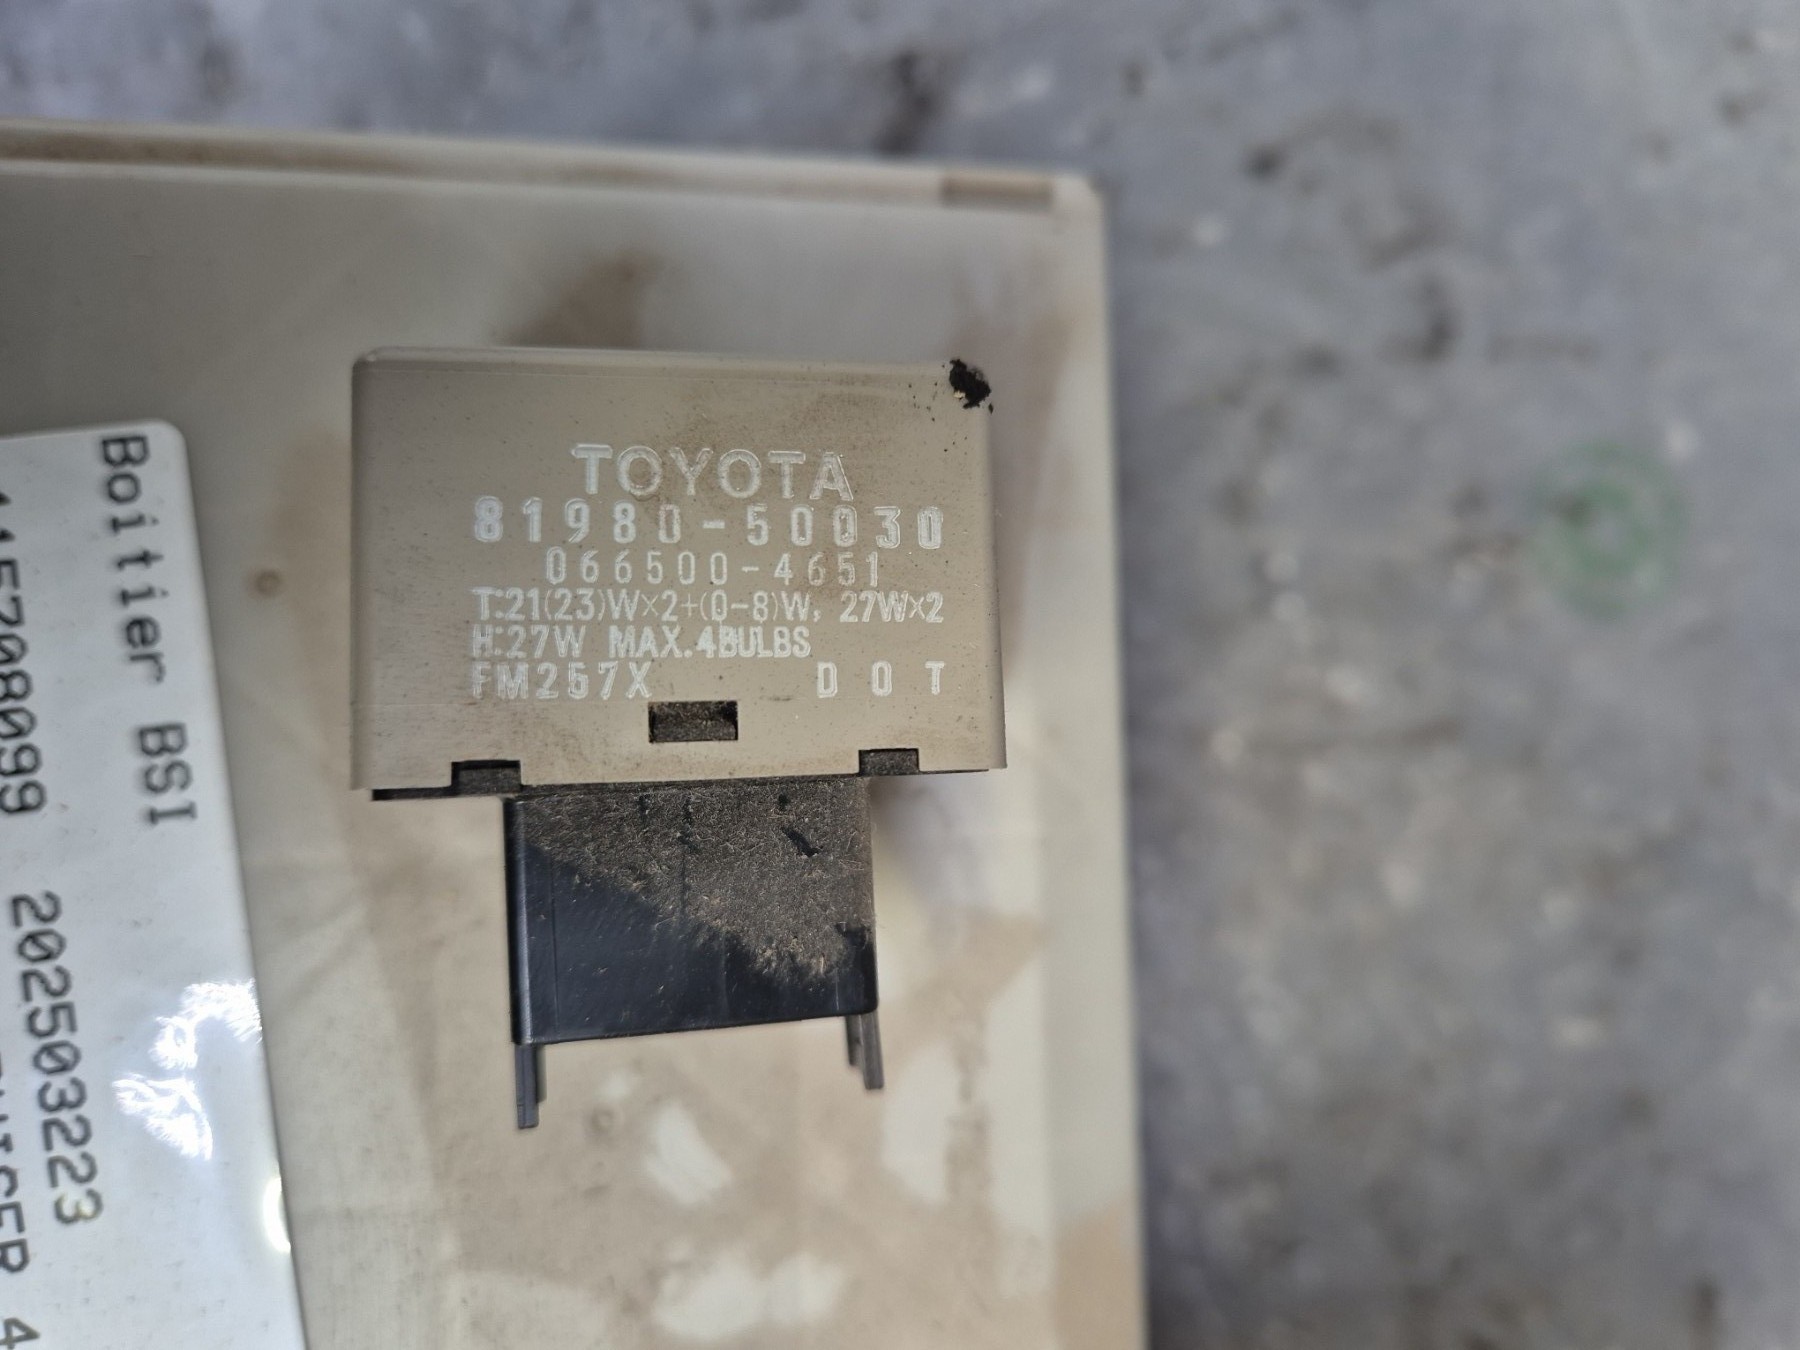 TOYOTA
81980-50030
066500-4651
T:21(23)W×2+(0-8)W, 27W×2
H:27W MAX.4BULBS
FM257X DOT
Boitier BSI
202503223